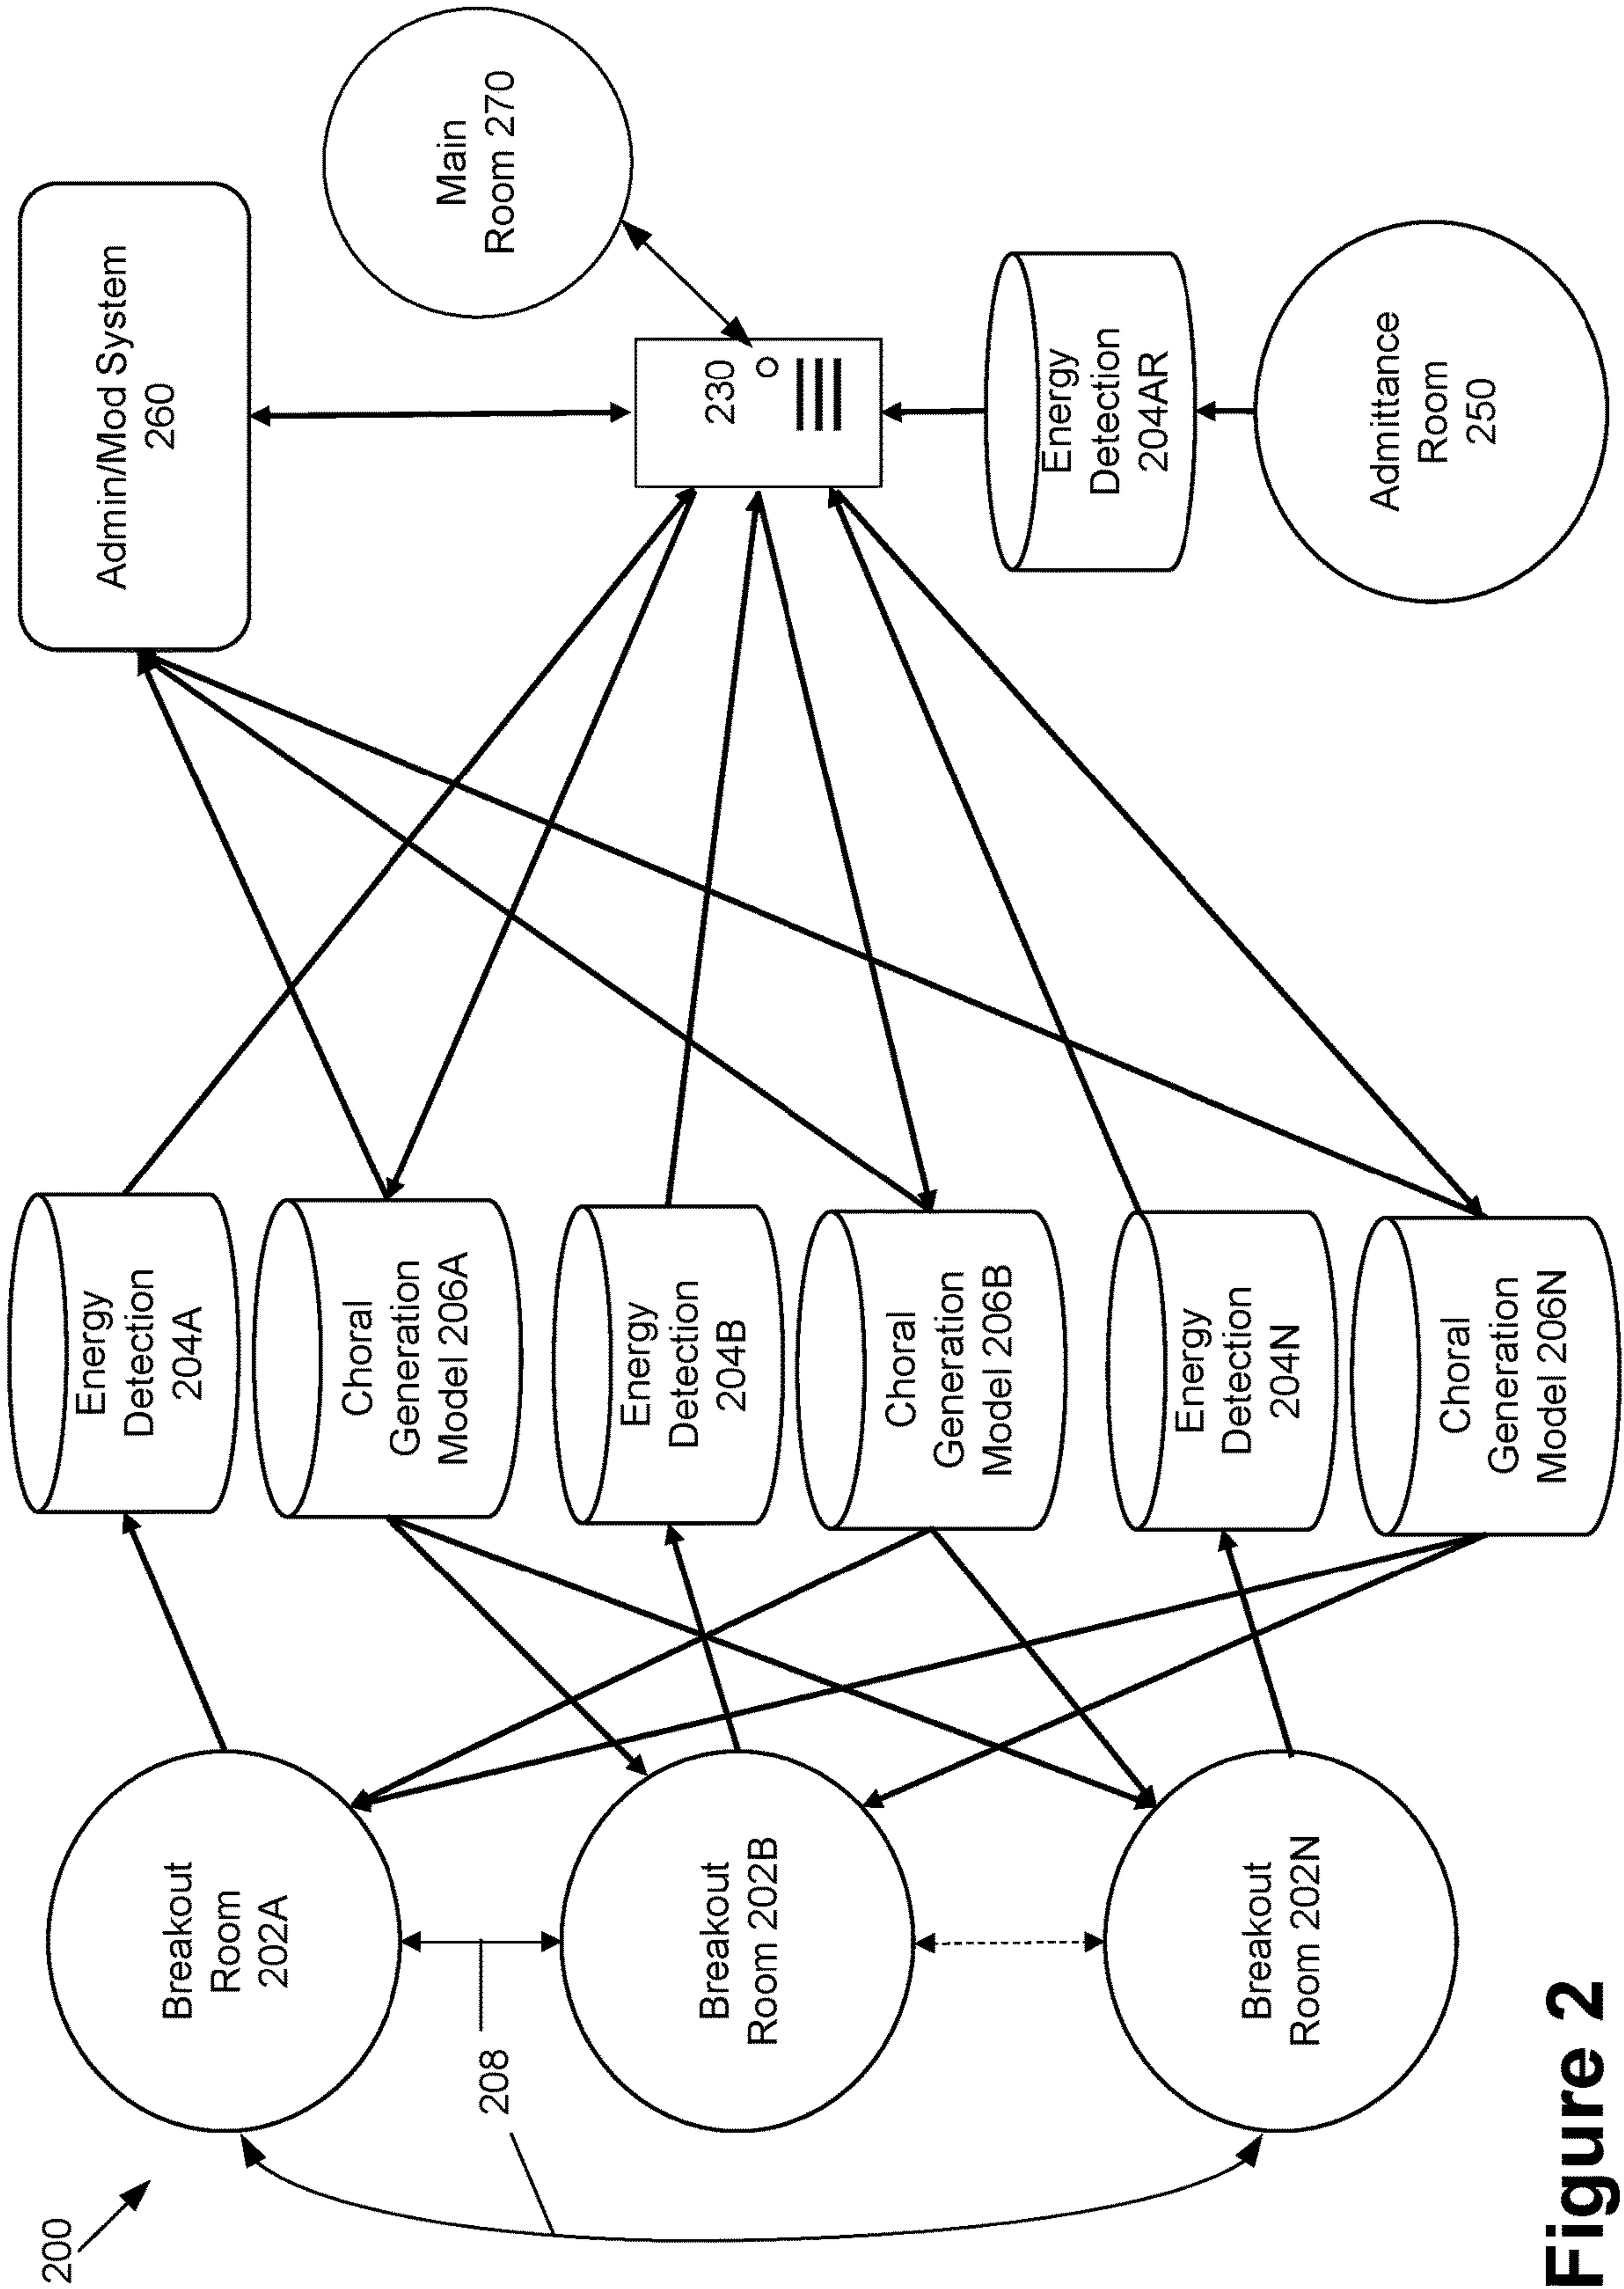 200
208
Breakout
Room
202A
Breakout
Room 202B
Breakout
Room 202N
Energy
Detection
204A
Choral
Generation
Model 206A
Energy
Detection
204B
Choral
Generation
Model 206B
Energy
Detection
204N
Choral
Generation
Model 206N
Admin/Mod System
260
230
Main
Room 270
Energy
Detection
204AR
Admittance
Room
250
Figure 2